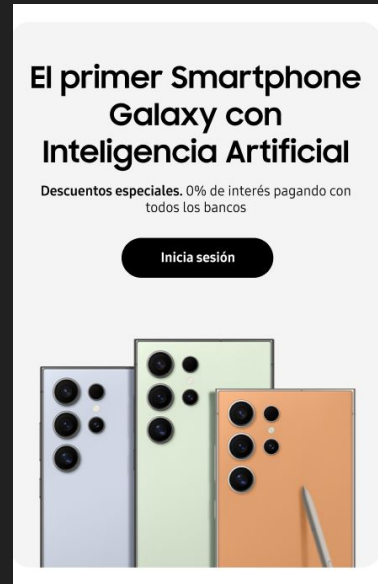 El primer Smartphone
Galaxy con
Inteligencia Artificial
Descuentos especiales. 0% de interés pagando con
todos los bancos
Inicia sesión